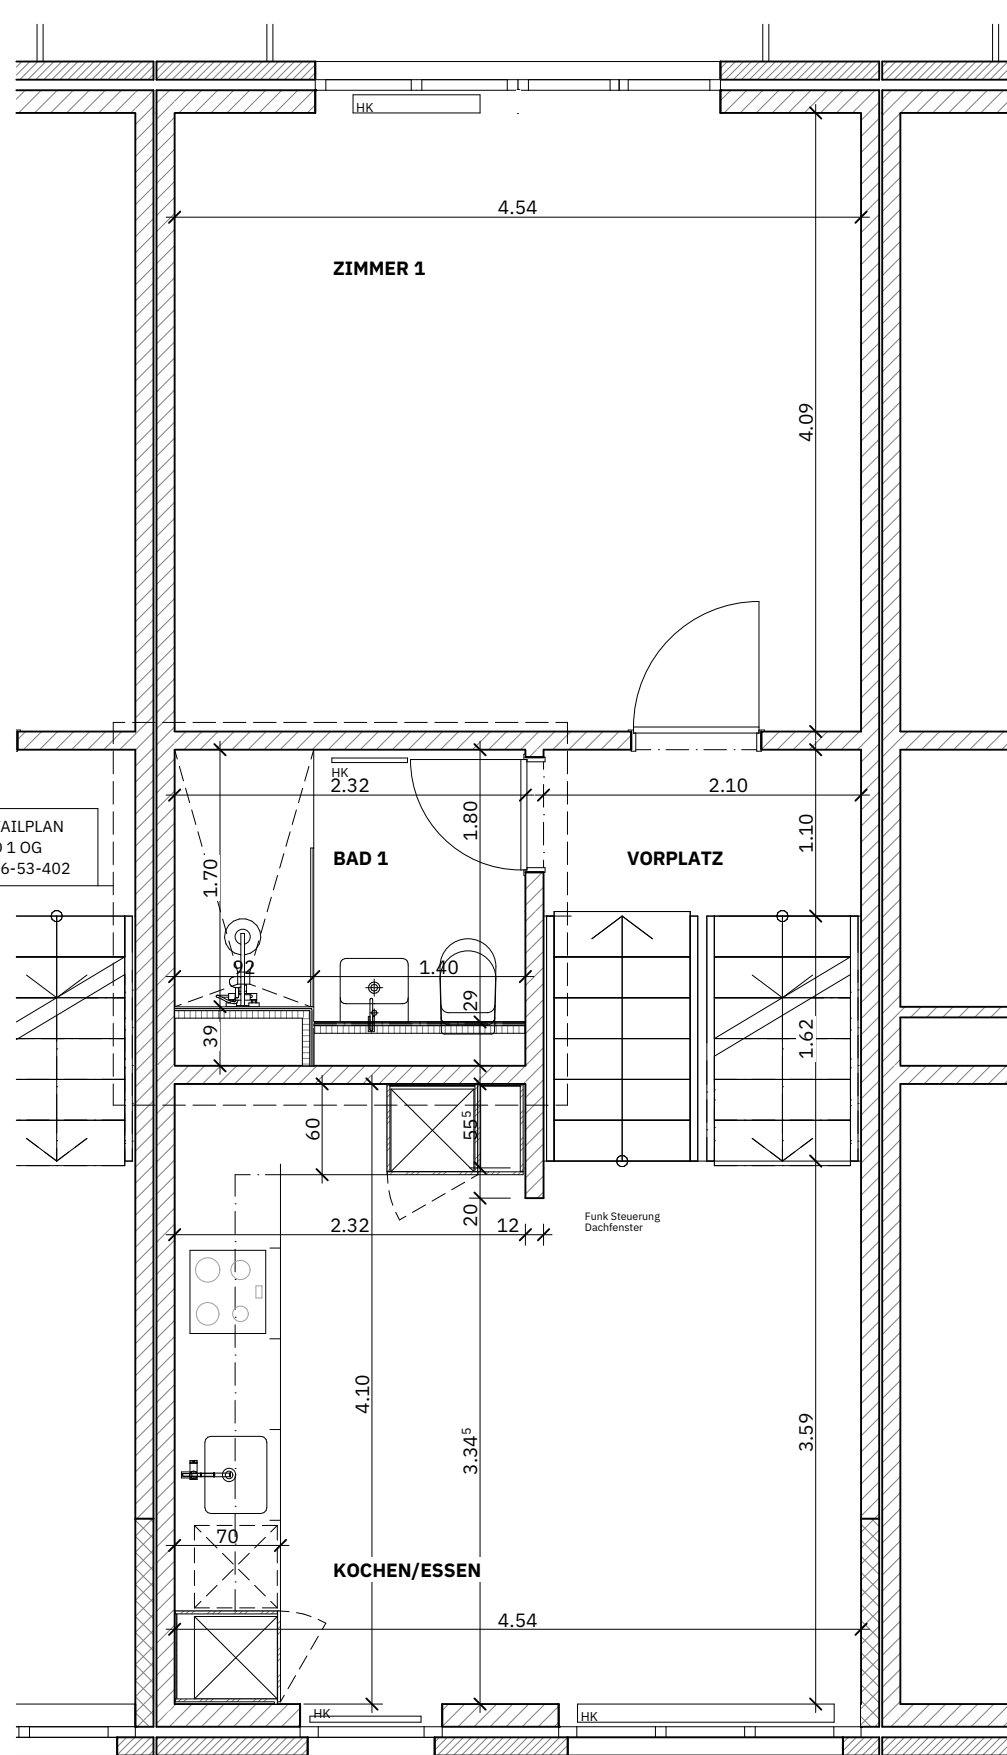 HK
4.54
ZIMMER 1
4.09
HK
2.32
2.10
1.80
1.10
BAD 1
VORPLATZ
1 OG
6-53-402
1.70
92
1.40
29
39
1.62
60
55⁵
20
Funk Steuerung
Dachfenster
2.32
12
4.10
3.34⁵
3.59
70
KOCHEN/ESSEN
4.54
HK
HK